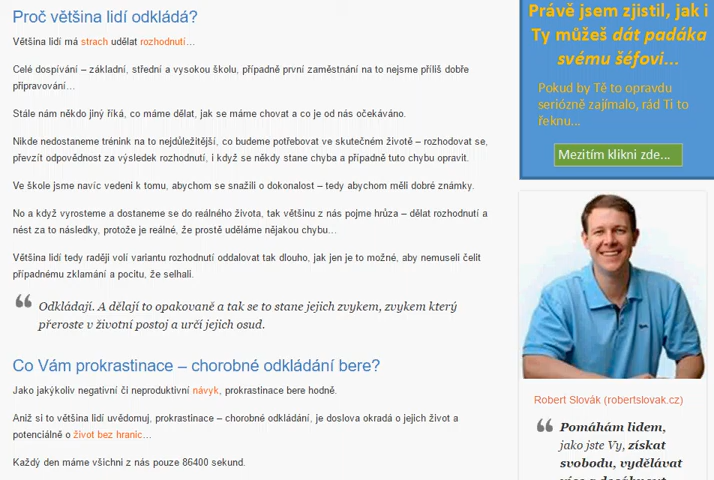 Proč většina lidí odkládá?
Většina lidí má strach udělat rozhodnutí...
Celé dospívání – základní, střední a vysokou školu, případně první zaměstnání na to nejsme příliš dobře
připravování...
Stále nám někdo jiný říká, co máme dělat, jak se máme chovat a co je od nás očekáváno.
Nikde nedostaneme trénink na to nejdůležitější, co budeme potřebovat ve skutečném životě – rozhodovat se,
převzít odpovědnost za výsledek rozhodnutí, i když se někdy stane chyba a případně tuto chybu opravit.
Ve škole jsme navíc vedeni k tomu, abychom se snažili o dokonalost – tedy abychom měli dobré známky.
No a když vyrosteme a dostaneme se do reálného života, tak většinu z nás pojme hrůza – dělat rozhodnutí a
nést za to následky, protože je reálné, že prostě uděláme nějakou chybu...
Většina lidí tedy raději volí variantu rozhodnutí oddalovat tak dlouho, jak jen je to možné, aby nemuseli čelit
případnému zklamání a pocitu, že selhali.
❝ Odkládají. A dělají to opakovaně a tak se to stane jejich zvykem, zvykem který
přeroste v životní postoj a určí jejich osud.
Co Vám prokrastinace – chorobné odkládání bere?
Jako jakýkoliv negativní či neproduktivní návyk, prokrastinace bere hodně.
Aniž si to většina lidí uvědomuj, prokrastinace – chorobné odkládání, je doslova okradá o jejich život a
potenciálně o život bez hranic...
Každý den máme všichni z nás pouze 86400 sekund.
Právě jsem zjistil, jak i
Ty můžeš dát padáka
svému šéfovi...
Pokud by Tě to opravdu
seriózně zajímalo, rád Ti to
řeknu...
Mezitím klikni zde...
Robert Slovák (robertslovak.cz)
❝ Pomáhám lidem,
jako jste Vy, získat
svobodu, vydělávat